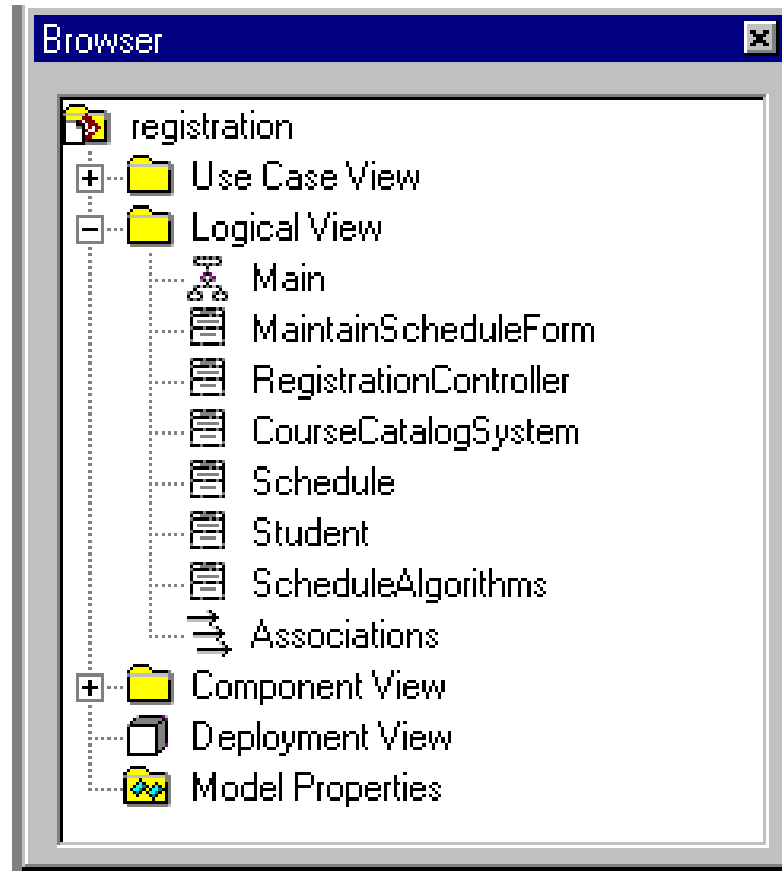 Browser
registration
Use Case View
Logical View
Main
MaintainScheduleForm
RegistrationController
CourseCatalogSystem
Schedule
Student
ScheduleAlgorithms
Associations
Component View
Deployment View
Model Properties